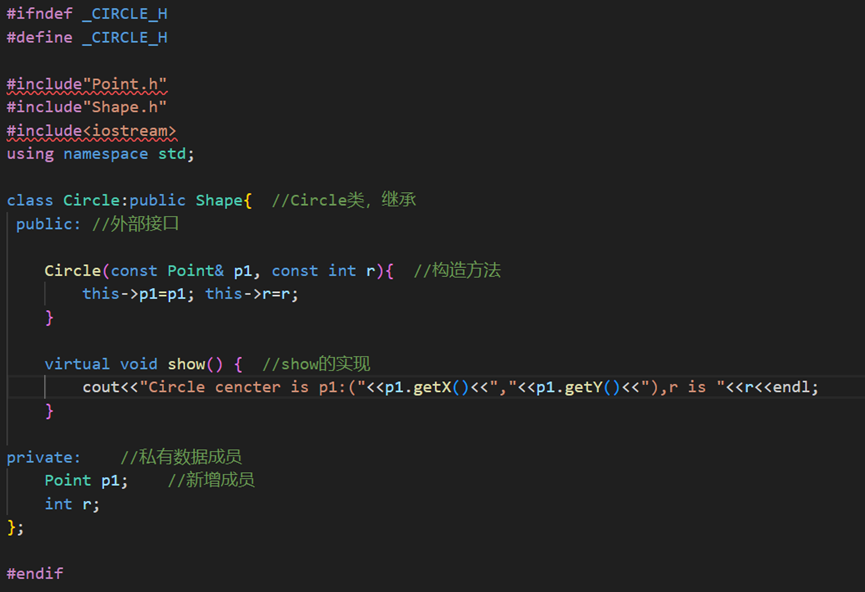 #ifndef _CIRCLE_H
#define _CIRCLE_H
#include"Point.h"
#include"Shape.h"
#include<iostream>
using namespace std;
class Circle:public Shape{  //Circle类，继承
public: //外部接口
Circle(const Point& p1, const int r){  //构造方法
this->p1=p1; this->r=r;
}
virtual void show() {  //show的实现
cout<<"Circle cencter is p1:("<<p1.getX()<<","<<p1.getY()<<"),r is "<<r<<endl;
}
private:    //私有数据成员
Point p1;    //新增成员
int r;
};
#endif